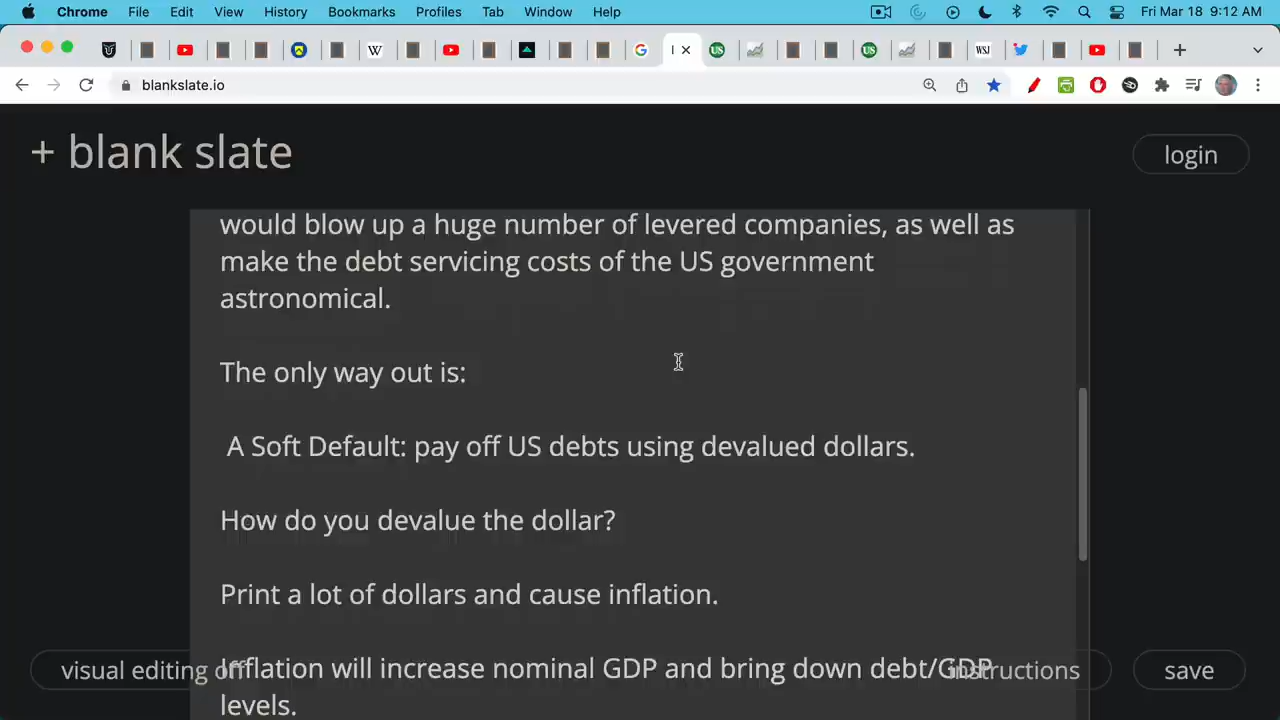 Chrome File Edit View History Bookmarks Profiles Tab Window Help Fri Mar 18 9:12 AM
blankslate.io
+ blank slate
login
would blow up a huge number of levered companies, as well as
make the debt servicing costs of the US government
astronomical.
The only way out is:
A Soft Default: pay off US debts using devalued dollars.
How do you devalue the dollar?
Print a lot of dollars and cause inflation.
Inflation will increase nominal GDP and bring down debt/GDP
levels.
visual editing off
instructions
save